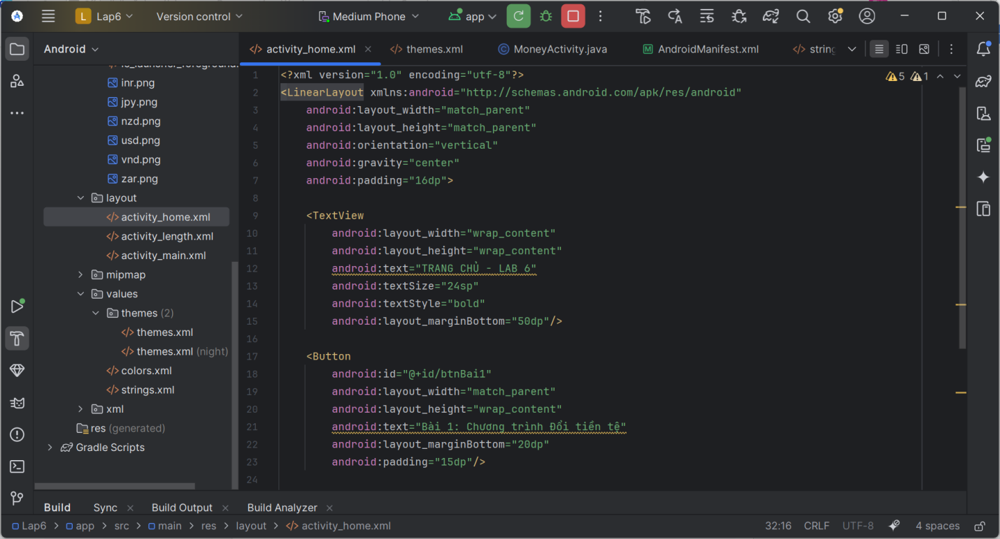 L Lap6 Version control Medium Phone app
Android
activity_home.xml themes.xml MoneyActivity.java AndroidManifest.xml
ic_launcher_foreground.
inr.png
jpy.png
nzd.png
usd.png
vnd.png
zar.png
layout
activity_home.xml
activity_length.xml
activity_main.xml
mipmap
values
themes (2)
themes.xml
themes.xml (night)
colors.xml
strings.xml
xml
res (generated)
Gradle Scripts
5 1
1 <?xml version="1.0" encoding="utf-8"?>
2 <LinearLayout xmlns:android="http://schemas.android.com/apk/res/android"
3 android:layout_width="match_parent"
4 android:layout_height="match_parent"
5 android:orientation="vertical"
6 android:gravity="center"
7 android:padding="16dp">
8
9 <TextView
10 android:layout_width="wrap_content"
11 android:layout_height="wrap_content"
12 android:text="TRANG CHỦ - LAB 6"
13 android:textSize="24sp"
14 android:textStyle="bold"
15 android:layout_marginBottom="50dp"/>
16
17 <Button
18 android:id="@+id/btnBai1"
19 android:layout_width="match_parent"
20 android:layout_height="wrap_content"
21 android:text="Bài 1: Chương trình Đổi tiền tệ"
22 android:layout_marginBottom="20dp"
23 android:padding="15dp"/>
24
Build Sync Build Output Build Analyzer
Lap6 > app > src > main > res > layout > activity_home.xml
32:16 CRLF UTF-8 4 spaces